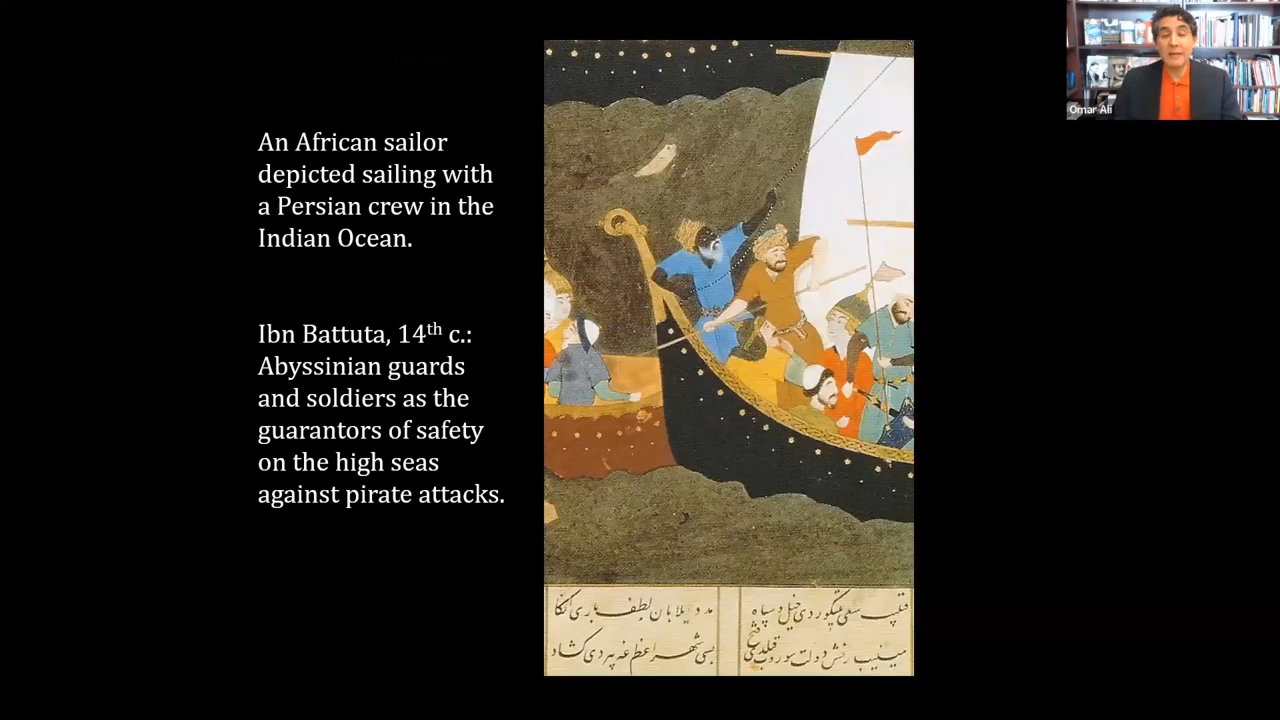 An African sailor
depicted sailing with
a Persian crew in the
Indian Ocean.
Ibn Battuta, 14th c.:
Abyssinian guards
and soldiers as the
guarantors of safety
on the high seas
against pirate attacks.
Omar Ali